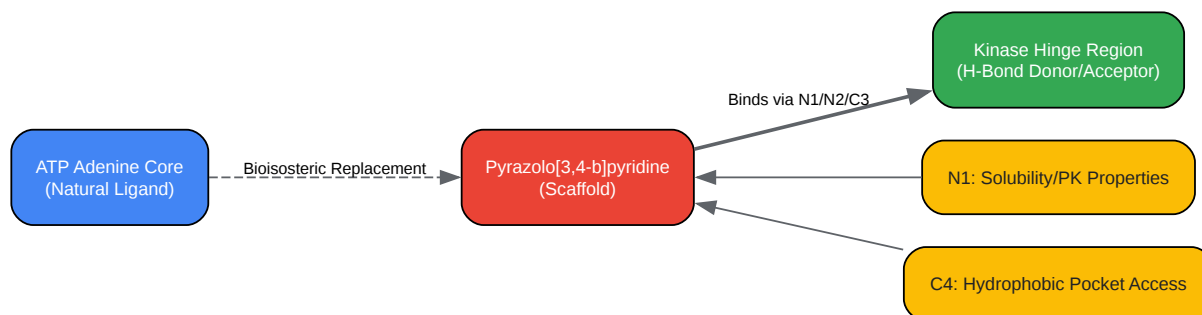 Kinase Hinge Region
(H-Bond Donor/Acceptor)
Binds via N1/N2/C3
ATP Adenine Core
(Natural Ligand)
Bioisosteric Replacement
Pyrazolo[3,4-b]pyridine
(Scaffold)
N1: Solubility/PK Properties
C4: Hydrophobic Pocket Access